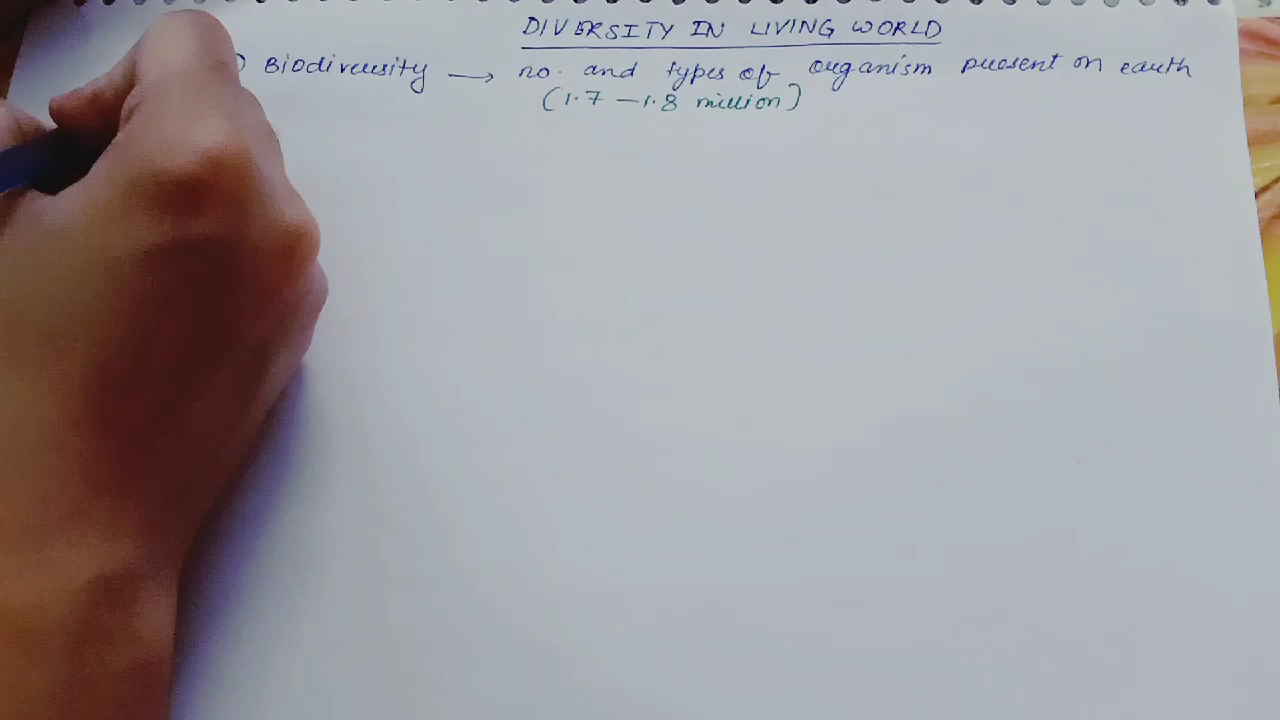 DIVERSITY IN LIVING WORLD
) Biodiversity → no. and types of organism present on earth
(1.7 – 1.8 million)